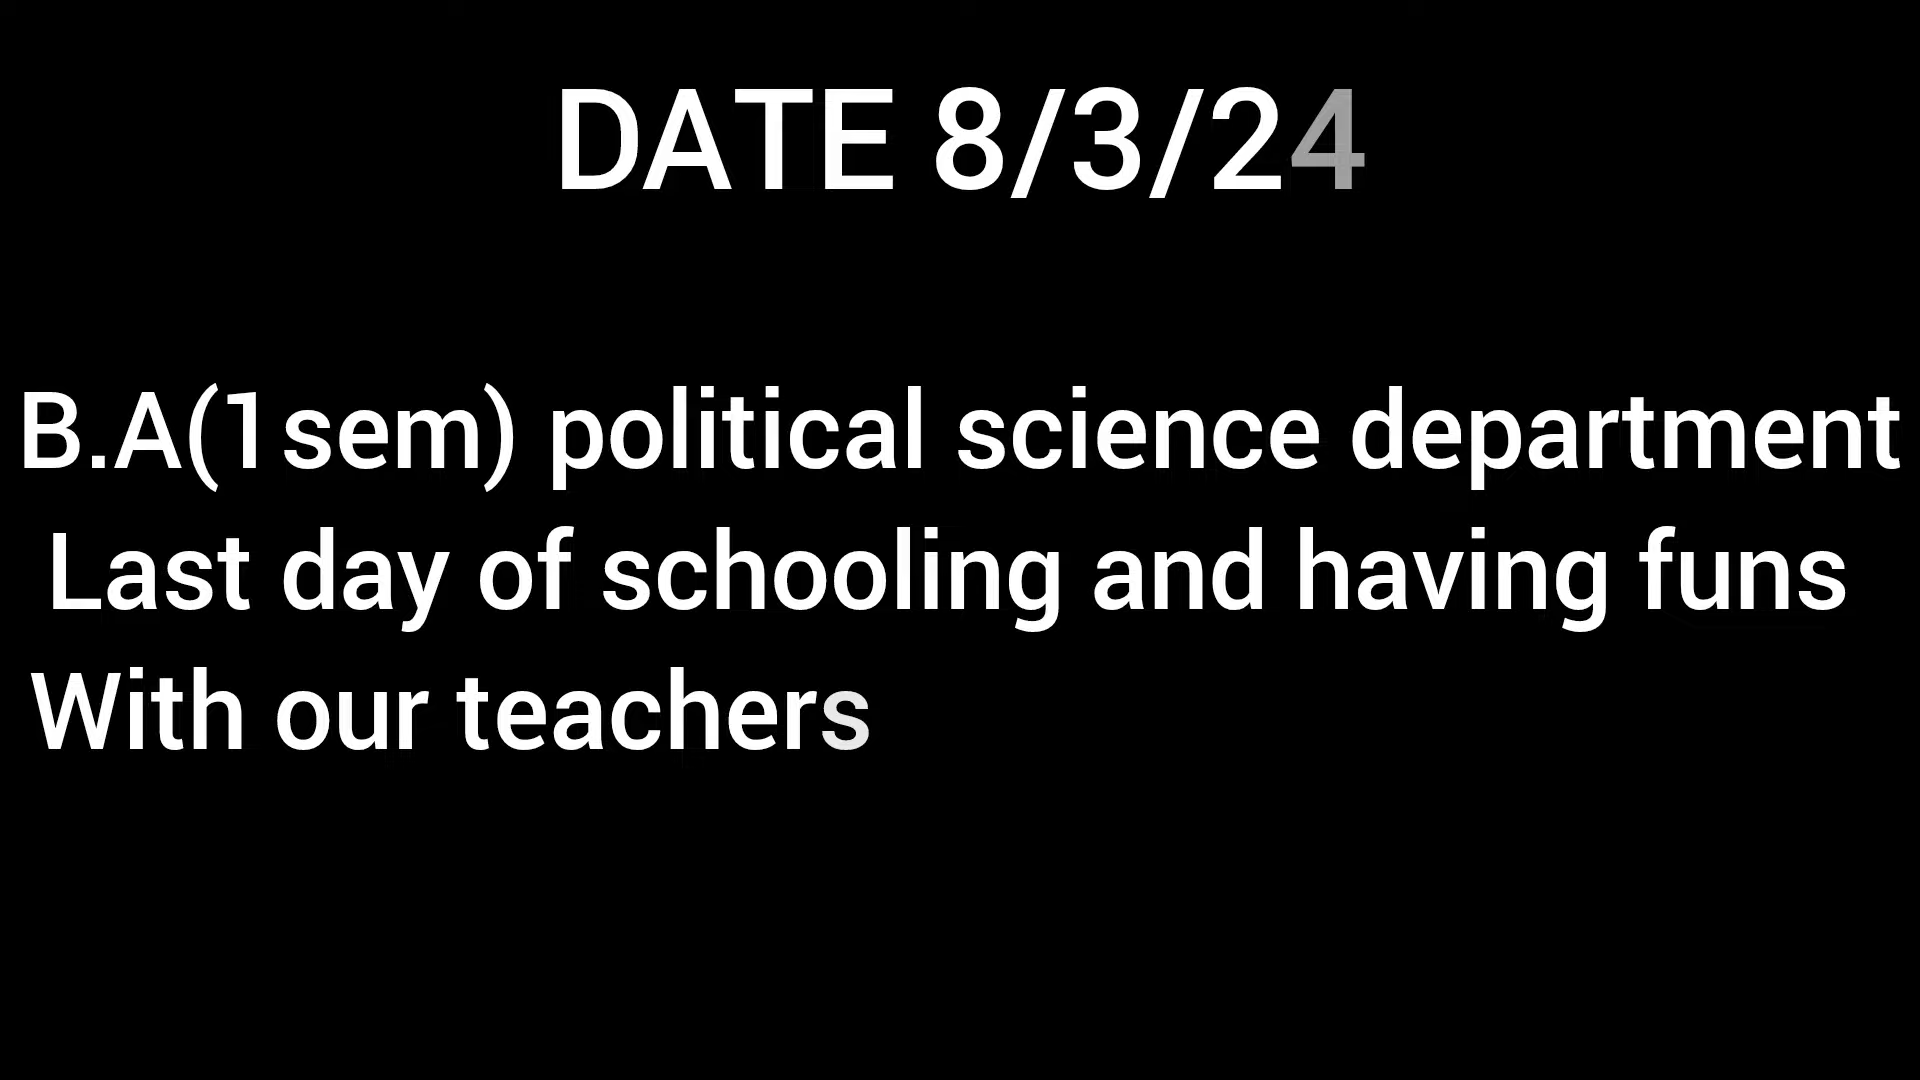 DATE 8/3/24
B.A(1sem) political science department
Last day of schooling and having funs
With our teachers